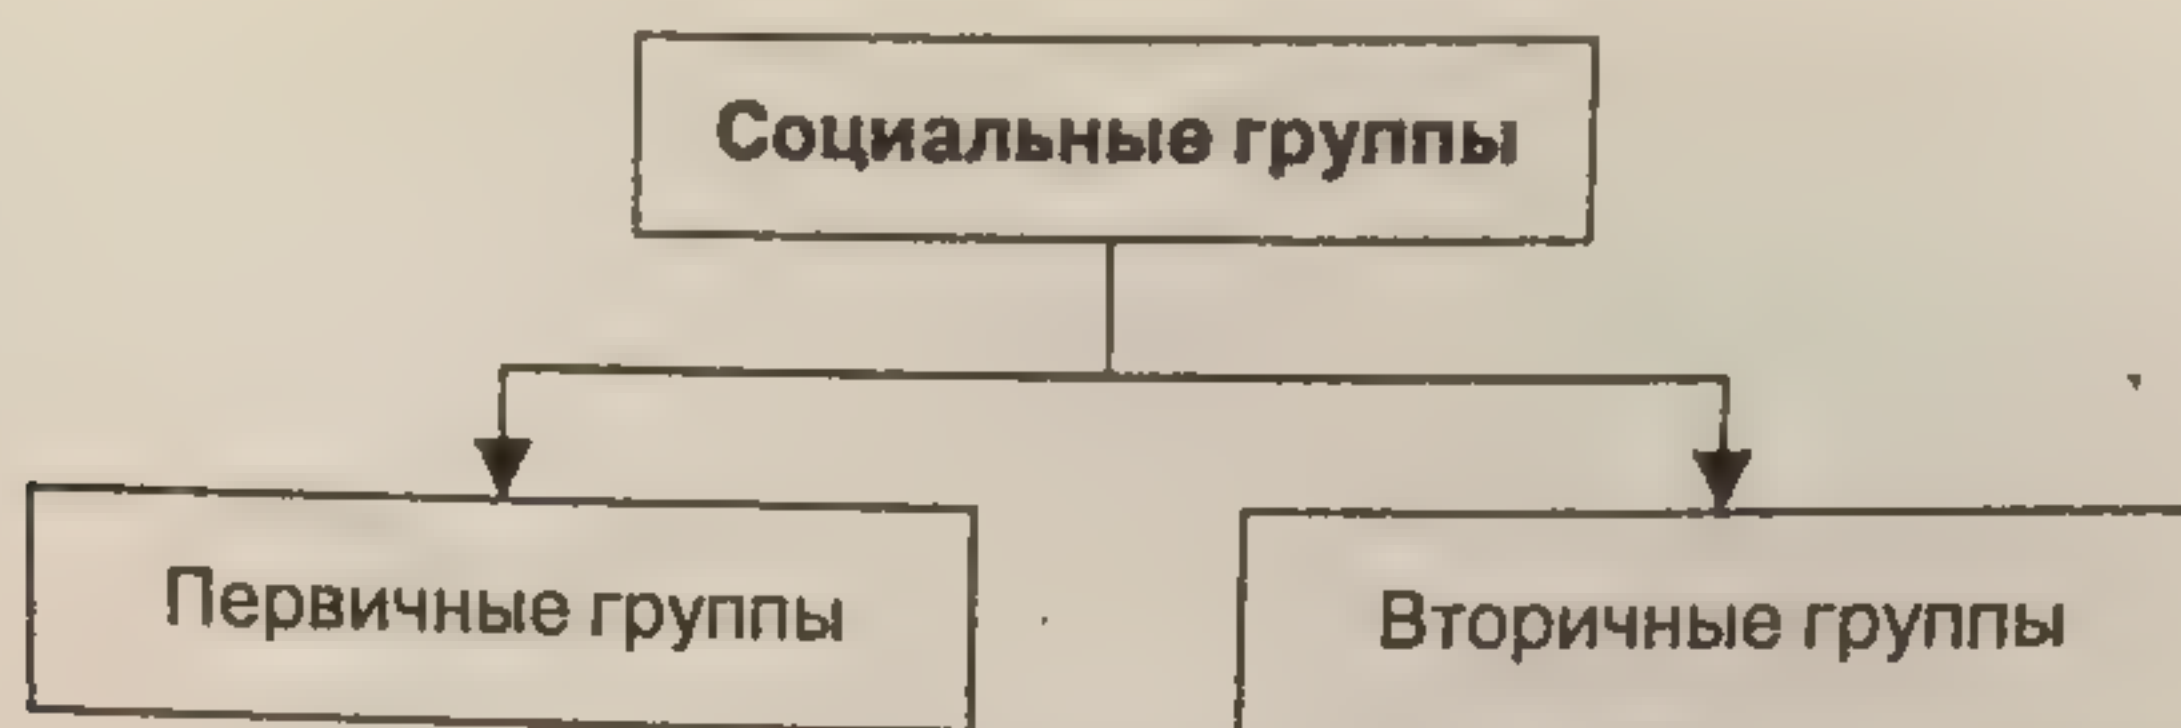 Социальные группы
Первичные группы
Вторичные группы